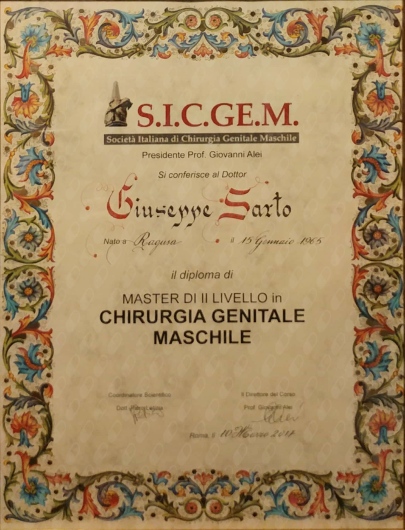 S.I.C.GE.M.
Società Italiana di Chirurgia Genitale Maschile
Presidente Prof. Giovanni Alei
Si conferisce al Dottor
Giuseppe Sarto
Nato a Ragusa il 15 Gennaio 1965
il diploma di
MASTER DI II LIVELLO in
CHIRURGIA GENITALE
MASCHILE
Coordinatore Scientifico
Il Direttore del Corso
Dott.
Prof. Giovanni Alei
Roma, il 10 Marzo